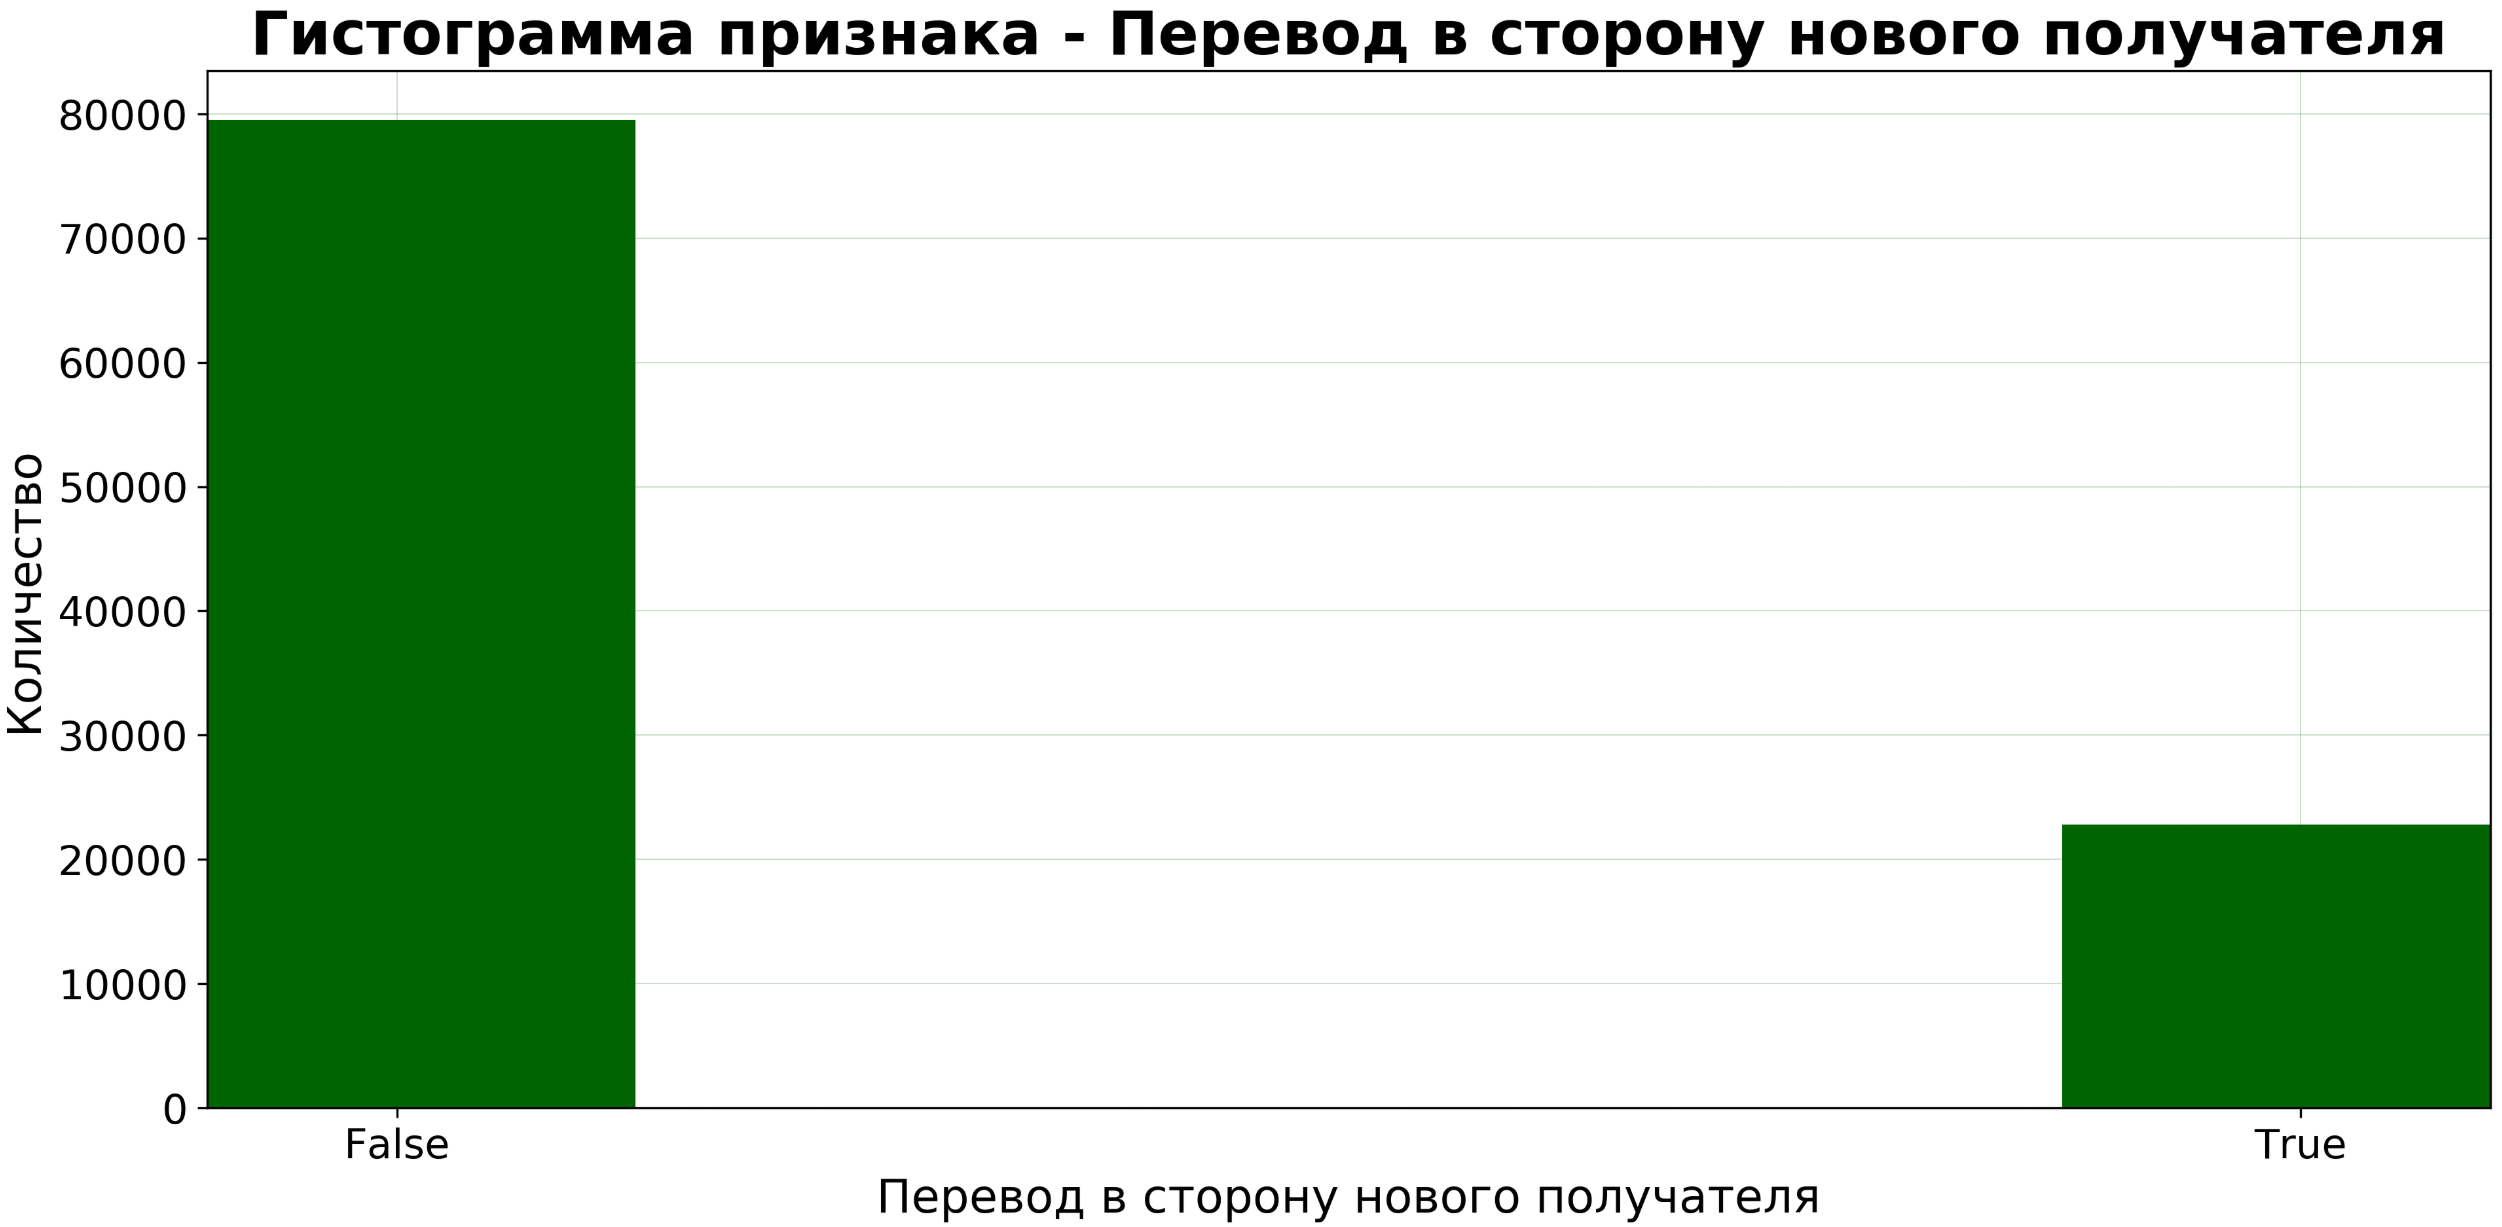 Гистограмма признака - Перевод в сторону нового получателя
Количество
80000
70000
60000
50000
40000
30000
20000
10000
0
False
True
Перевод в сторону нового получателя